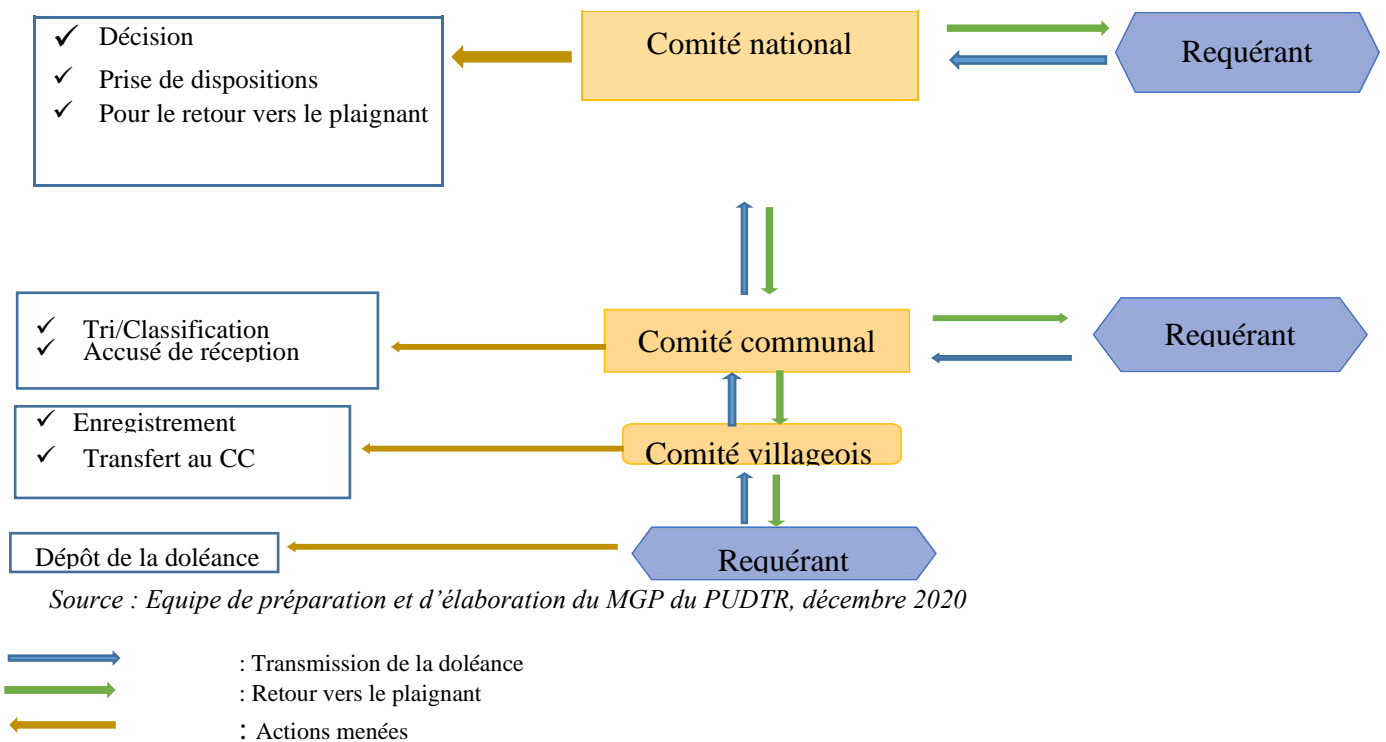 ✓ Décision
✓ Prise de dispositions
✓ Pour le retour vers le plaignant
Comité national
Requérant
✓ Tri/Classification
✓ Accusé de réception
Comité communal
Requérant
✓ Enregistrement
✓ Transfert au CC
Comité villageois
Dépôt de la doléance
Requérant
Source : Equipe de préparation et d’élaboration du MGP du PUDTR, décembre 2020
: Transmission de la doléance
: Retour vers le plaignant
: Actions menées